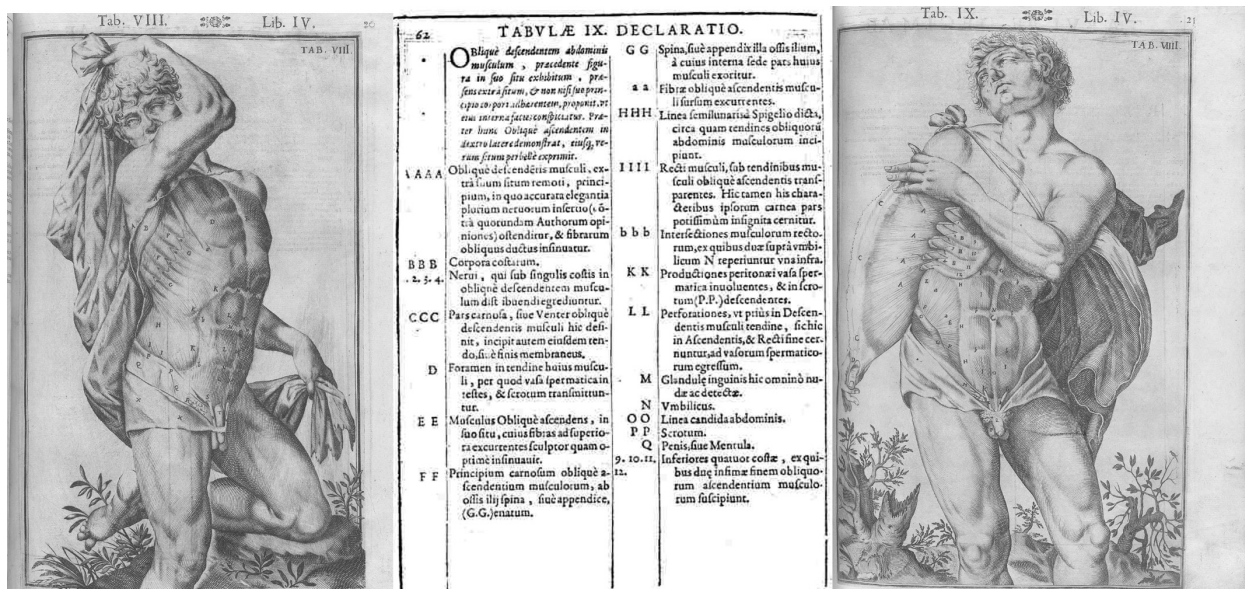 Tab. VIII. Lib. IV. 20
TAB. VIII.
62 TABVLÆ IX. DECLARATIO.
OBliquè deſcendentem abdominis
muſculum , præcedente figu-
ra in ſuo ſitu exhibitum , præ-
ſens extrà ſitum, & non niſi ſuo prin-
cipio corpori adhærentem, proponit, vt
eius interna facies conſpiciatur. Præ-
ter hunc Obliquè aſcendentem in
dextro latere demonſtrat, eiuſq, ve-
rum ſitum perbellè exprimit.
A A A A Obliquè deſcendētis muſculi, ex-
trà ſuum ſitum remoti, princi-
pium, in quo accurata elegantia
plurium neruorum inſertio (cō-
trà quorundam Authorum opi-
niones) oſtenditur, & fibrarum
obliquus ductus inſinuatur.
B B B Corpora coſtarum.
. 2. 3. 4. Nerui , qui ſub ſingulis coſtis in
obliquè deſcendentem muſcu-
lum diſtribuendi egrediuntur.
CCC Pars carnoſa, ſiue Venter obliquè
deſcendentis muſculi hic deſi-
nit, incipit autem eiuſdem ten-
do, ſiuè finis membraneus.
D Foramen in tendine huius muſcu-
li , per quod vaſa ſpermatica in
teſtes, & ſcrotum tranſmittun-
tur.
E E Muſculus Obliquè aſcendens , in
ſuo ſitu, cuius fibras ad ſuperio-
ra excurrentes ſculptor quam o-
ptimè inſinuauit.
F F Principium carnoſum obliquè a-
ſcendentium muſculorum, ab
oſſis ilij ſpina , ſiuè appendice,
(G.G.)enatum.
G G Spina, ſiuè appendix illa oſſis ilium,
à cuius interna ſede pars huius
muſculi exoritur.
a a Fibræ obliquè aſcendentis muſcu-
li ſurſum excurrentes.
HHH Linea ſemilunaris à Spigelio dicta,
circa quam tendines obliquorū
abdominis muſculorum inci-
piunt.
I I I I Recti muſculi, ſub tendinibus mu-
ſculi obliquè aſcendentis tranſ-
parentes. Hic tamen his chara-
cteribus ipſorum carnea pars
potiſſimùm inſignita cernitur.
b b b Interſectiones muſculorum recto-
rum, ex quibus duæ ſuprà vmbi-
licum N reperiuntur vna infra.
K K Productiones peritonæi vaſa ſper-
matica inuoluentes, & in ſcro-
tum (P.P.) deſcendentes.
L L Perforationes, vt priùs in Deſcen-
dentis muſculi tendine, ſic hic
in Aſcendentis, & Recti fine cer-
nuntur, ad vaſorum ſpermatico-
rum egreſſum.
M Glandulę inguinis hic omninò nu-
dæ ac detectæ.
N Vmbilicus.
O O Linea candida abdominis.
P P Scrotum.
Q Penis, ſiue Mentula.
9. 10. 11. Inferiores quatuor coſtæ , ex qui-
12. bus duę infimæ finem obliquo-
rum aſcendentium muſculo-
rum ſuſcipiunt.
Tab. IX. Lib. IV. 21
TAB. VIIII.